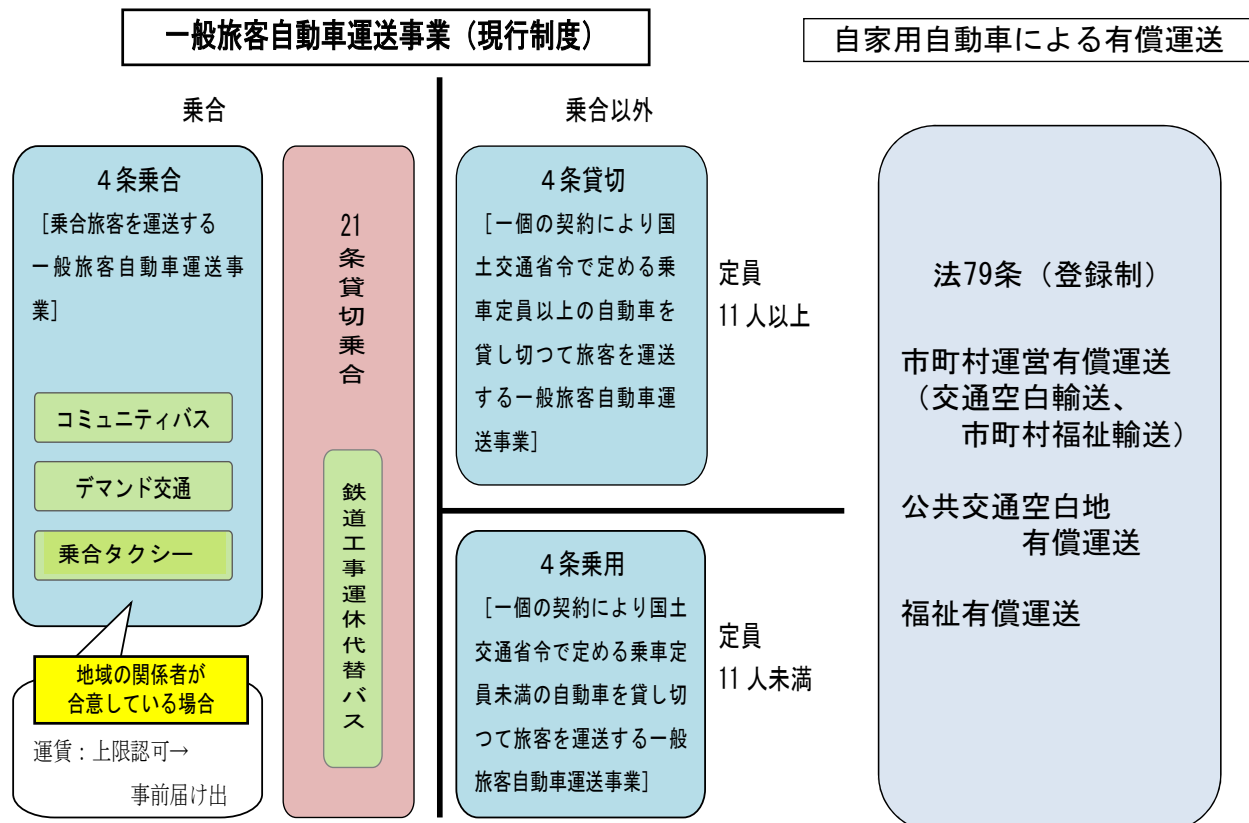 一般旅客自動車運送事業（現行制度）
自家用自動車による有償運送
乗合
乗合以外
４条乗合
［乗合旅客を運送する
一般旅客自動車運送事
業］
コミュニティバス
デマンド交通
乗合タクシー
地域の関係者が
合意している場合
運賃：上限認可→
事前届け出
21条貸切乗合
鉄道工事運休代替バス
４条貸切
［一個の契約により国
土交通省令で定める乗
車定員以上の自動車を
貸し切つて旅客を運送
する一般旅客自動車運
送事業］
定員
11人以上
４条乗用
［一個の契約により国土
交通省令で定める乗車定
員未満の自動車を貸し切
つて旅客を運送する一般
旅客自動車運送事業］
定員
11人未満
法79条（登録制）
市町村運営有償運送
（交通空白輸送、
市町村福祉輸送）
公共交通空白地
有償運送
福祉有償運送